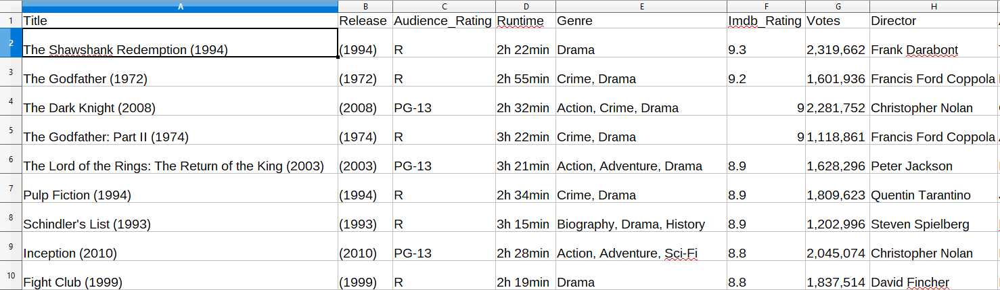 A B C D E F G H
1 Title Release Audience_Rating Runtime Genre Imdb_Rating Votes Director
2 The Shawshank Redemption (1994) (1994) R 2h 22min Drama 9.3 2,319,662 Frank Darabont
3 The Godfather (1972) (1972) R 2h 55min Crime, Drama 9.2 1,601,936 Francis Ford Coppola
4 The Dark Knight (2008) (2008) PG-13 2h 32min Action, Crime, Drama 9 2,281,752 Christopher Nolan
5 The Godfather: Part II (1974) (1974) R 3h 22min Crime, Drama 9 1,118,861 Francis Ford Coppola
6 The Lord of the Rings: The Return of the King (2003) (2003) PG-13 3h 21min Action, Adventure, Drama 8.9 1,628,296 Peter Jackson
7 Pulp Fiction (1994) (1994) R 2h 34min Crime, Drama 8.9 1,809,623 Quentin Tarantino
8 Schindler's List (1993) (1993) R 3h 15min Biography, Drama, History 8.9 1,202,996 Steven Spielberg
9 Inception (2010) (2010) PG-13 2h 28min Action, Adventure, Sci-Fi 8.8 2,045,074 Christopher Nolan
10 Fight Club (1999) (1999) R 2h 19min Drama 8.8 1,837,514 David Fincher